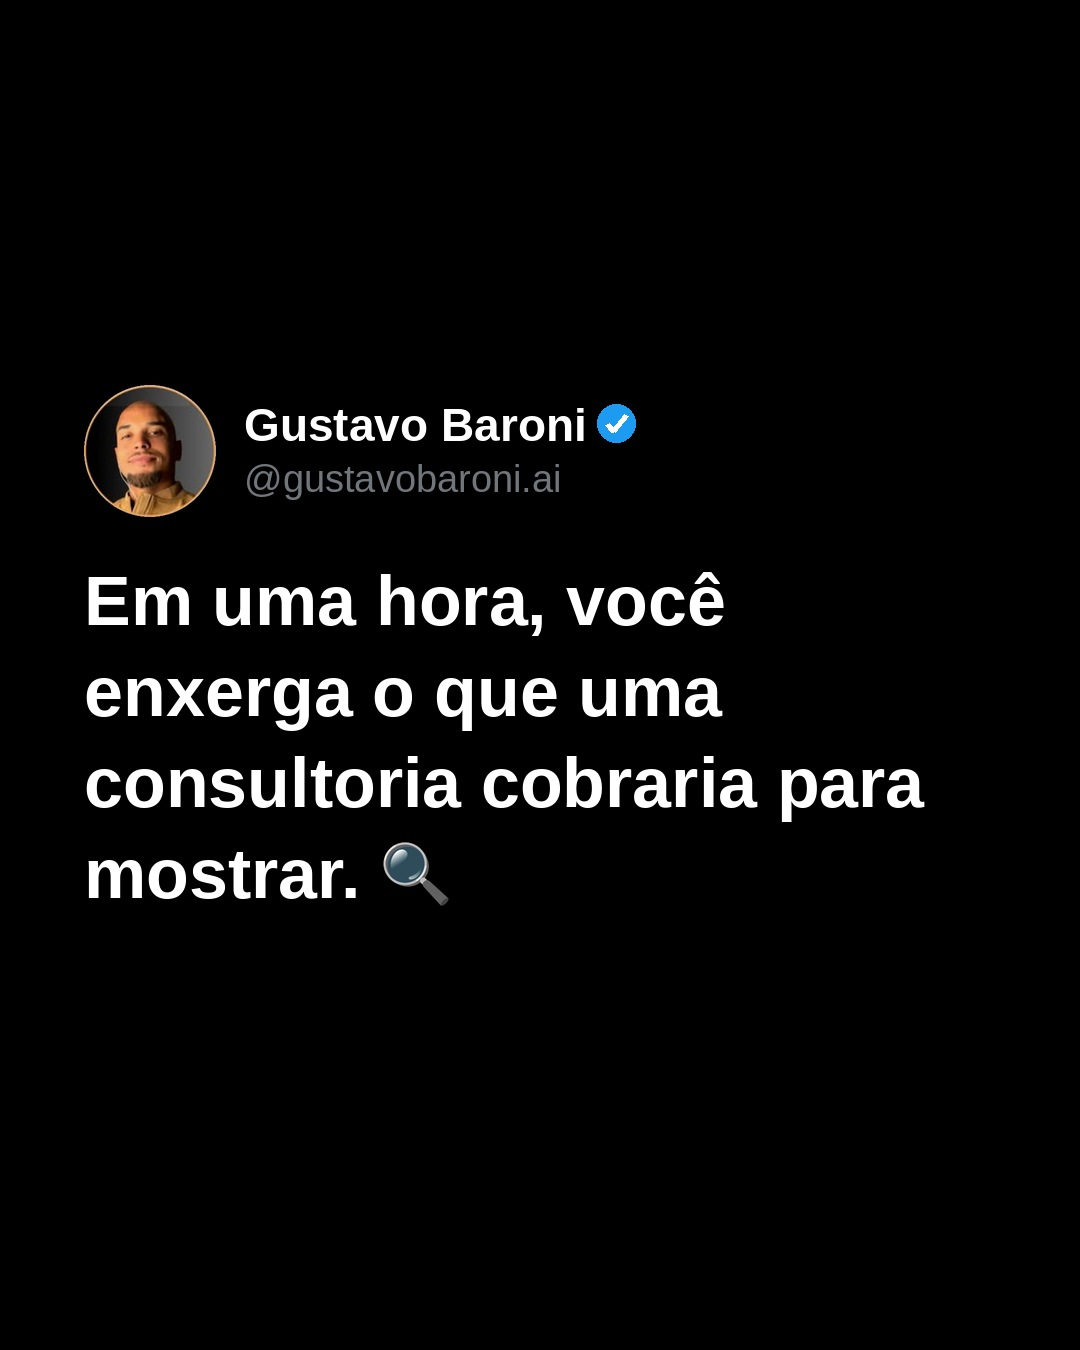 Gustavo Baroni
@gustavobaroni.ai
Em uma hora, você
enxerga o que uma
consultoria cobraria para
mostrar. 🔍